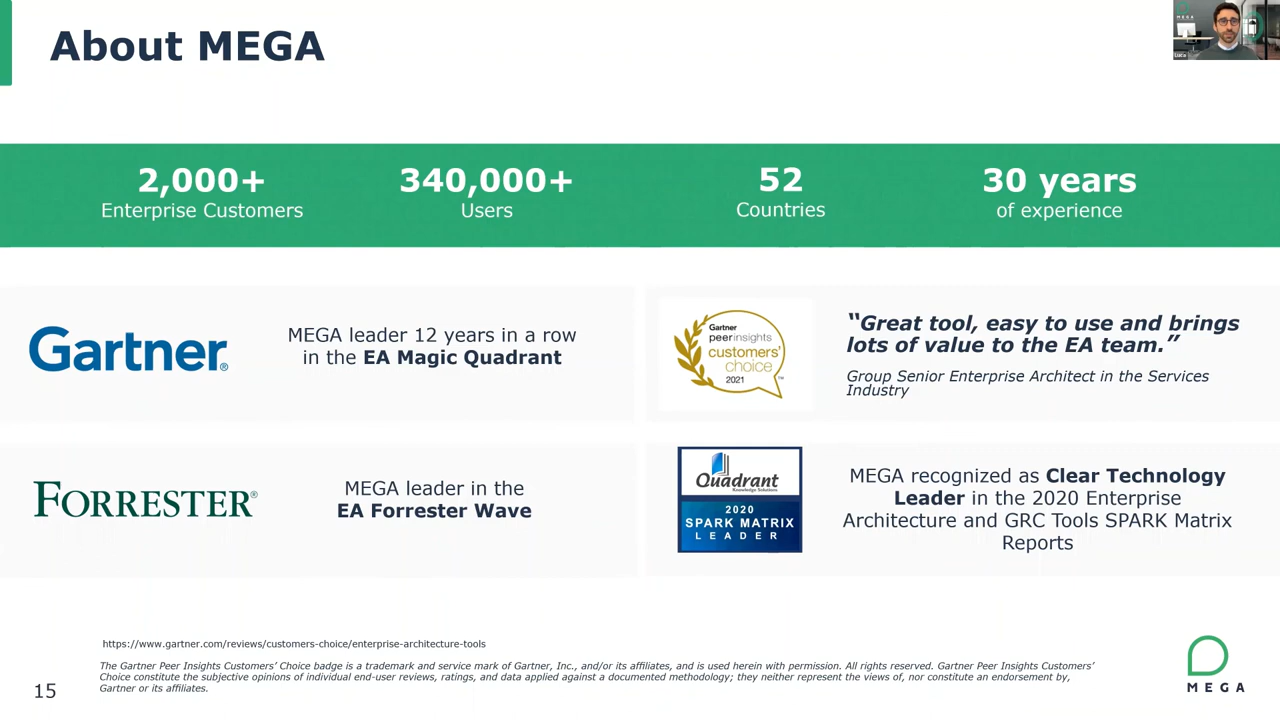 About MEGA
2,000+
Enterprise Customers
340,000+
Users
52
Countries
30 years
of experience
Gartner®
MEGA leader 12 years in a row
in the EA Magic Quadrant
Gartner
peerinsights
customers’
choice
2021
TM
“Great tool, easy to use and brings
lots of value to the EA team.”
Group Senior Enterprise Architect in the Services
Industry
FORRESTER®
MEGA leader in the
EA Forrester Wave
Quadrant
Knowledge Solutions
2020
SPARK MATRIX
LEADER
MEGA recognized as Clear Technology
Leader in the 2020 Enterprise
Architecture and GRC Tools SPARK Matrix
Reports
https://www.gartner.com/reviews/customers-choice/enterprise-architecture-tools
The Gartner Peer Insights Customers’ Choice badge is a trademark and service mark of Gartner, Inc., and/or its affiliates, and is used herein with permission. All rights reserved. Gartner Peer Insights Customers’
Choice constitute the subjective opinions of individual end-user reviews, ratings, and data applied against a documented methodology; they neither represent the views of, nor constitute an endorsement by,
Gartner or its affiliates.
15
MEGA
MEGA